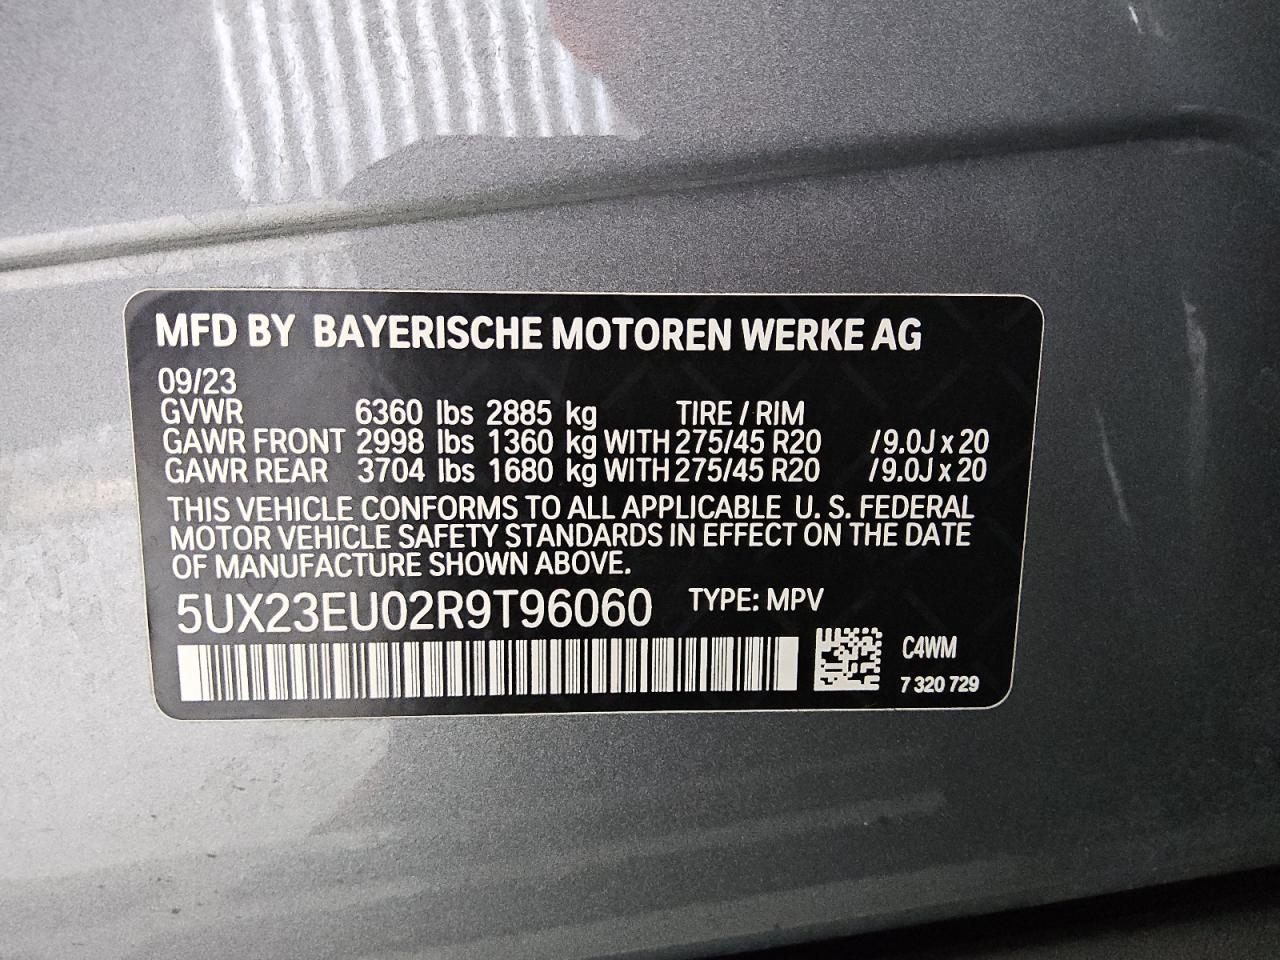 MFD BY BAYERISCHE MOTOREN WERKE AG
09/23
GVWR 6360 lbs 2885 kg TIRE / RIM
GAWR FRONT 2998 lbs 1360 kg WITH 275/45 R20 /9.0J x 20
GAWR REAR 3704 lbs 1680 kg WITH 275/45 R20 /9.0J x 20
THIS VEHICLE CONFORMS TO ALL APPLICABLE U. S. FEDERAL
MOTOR VEHICLE SAFETY STANDARDS IN EFFECT ON THE DATE
OF MANUFACTURE SHOWN ABOVE.
5UX23EU02R9T96060 TYPE: MPV
C4WM
7 320 729